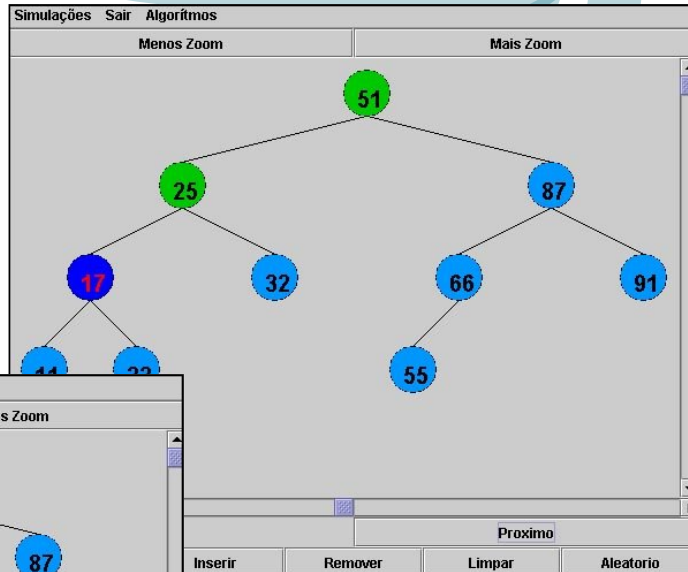 Simulações Sair Algorítmos
Menos Zoom Mais Zoom
51
25 87
17 32 66 91
11 55
s Zoom
87
Proximo
Inserir Remover Limpar Aleatorio